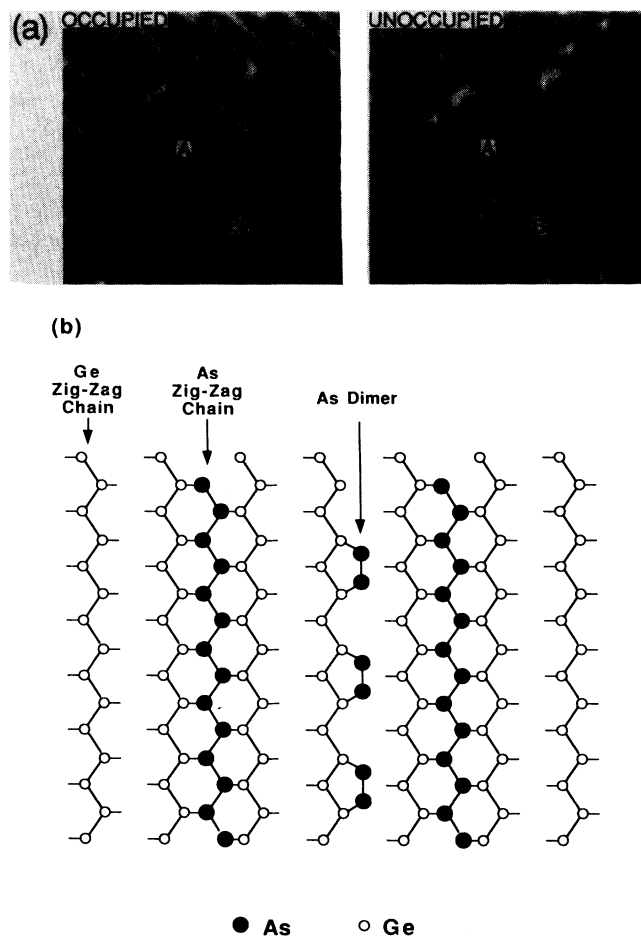 (a) OCCUPIED
UNOCCUPIED
A
A
B
(b)
Ge
Zig-Zag
Chain
As
Zig-Zag
Chain
As Dimer
As
Ge